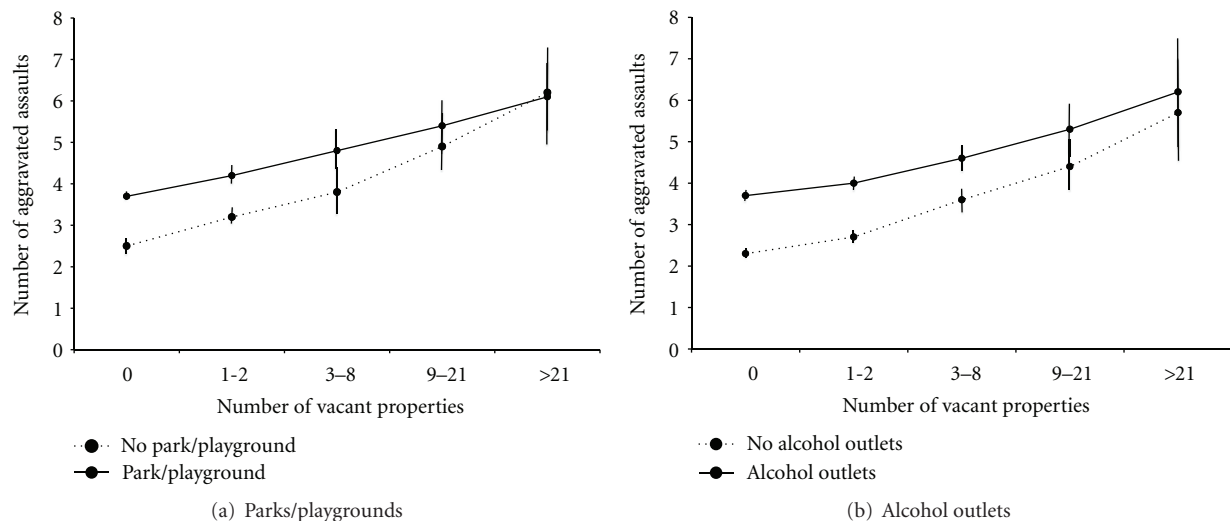 8
7
6
5
4
3
2
1
0
Number of aggravated assaults
0
1-2
3–8
9–21
>21
Number of vacant properties
No park/playground
Park/playground
(a) Parks/playgrounds
8
7
6
5
4
3
2
1
0
Number of aggravated assaults
0
1-2
3–8
9–21
>21
Number of vacant properties
No alcohol outlets
Alcohol outlets
(b) Alcohol outlets